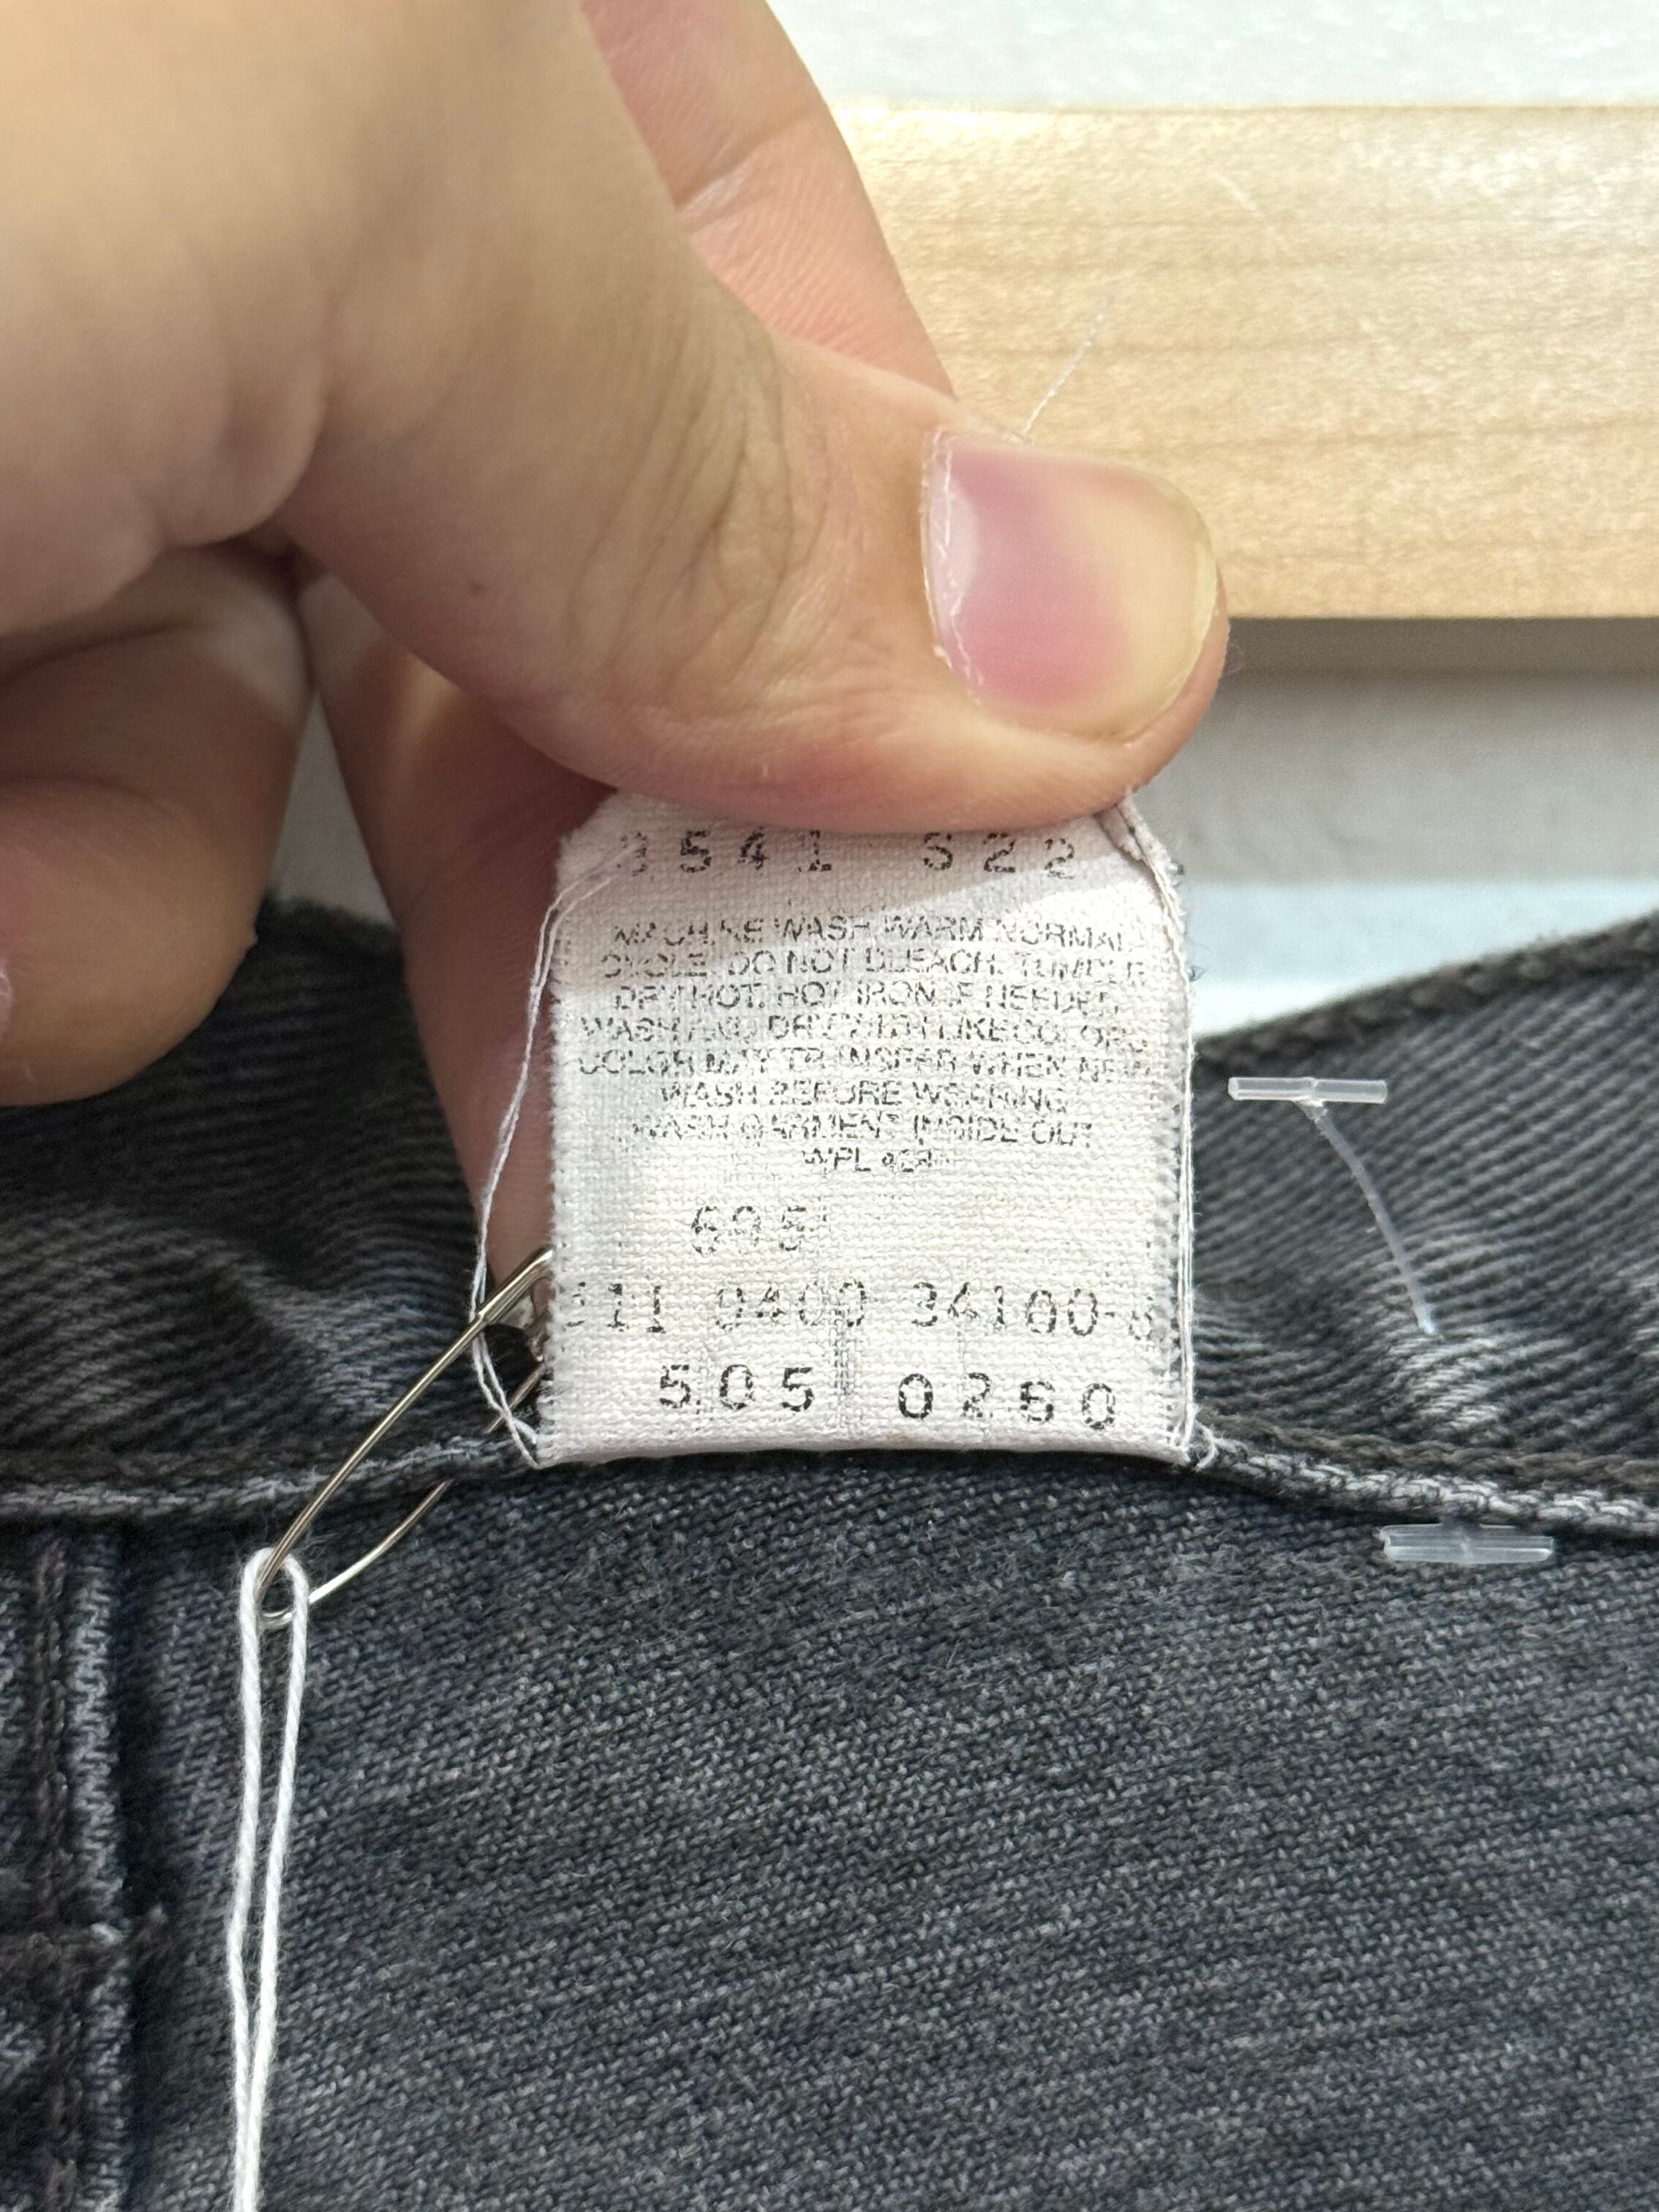 541 S22
MACHINE WASH WARM NORMAL
CYCLE. DO NOT BLEACH. TUMBLE
DRY HOT. HOT IRON IF NEEDED.
WASH AND DRY WITH LIKE COLORS
COLOR MAY TRANSFER WHEN NEW
WASH BEFORE WEARING
WASH GARMENT INSIDE OUT
WPL
695
11 0400 34100
505 0260